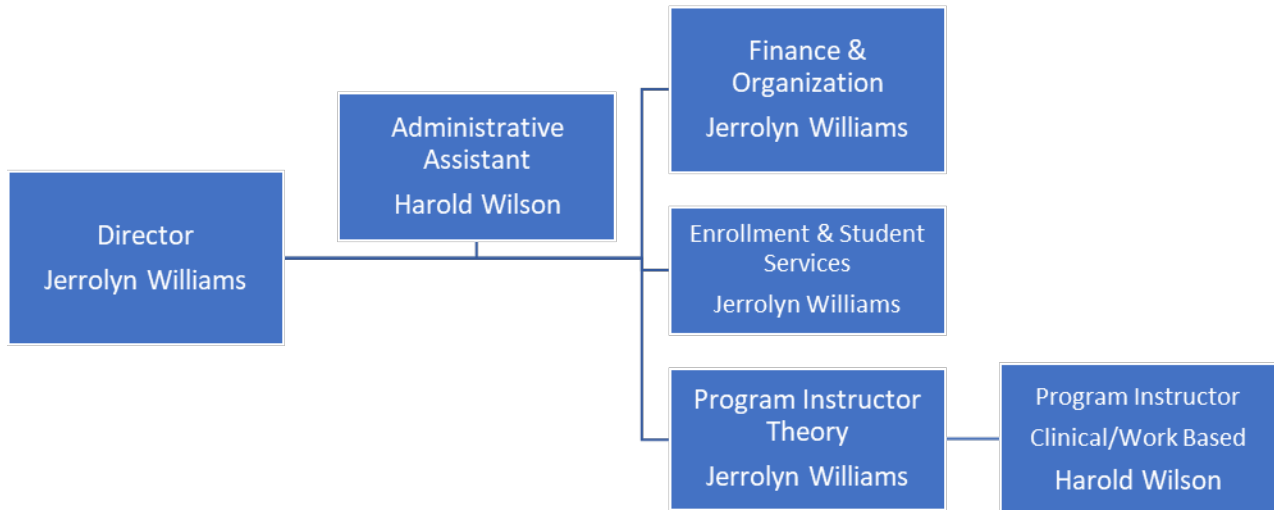 Director
Jerrolyn Williams
Administrative
Assistant
Harold Wilson
Finance &
Organization
Jerrolyn Williams
Enrollment & Student
Services
Jerrolyn Williams
Program Instructor
Theory
Jerrolyn Williams
Program Instructor
Clinical/Work Based
Harold Wilson